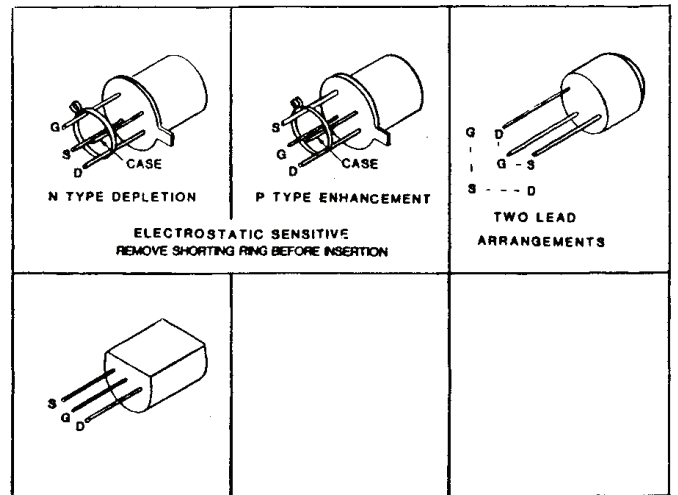 G
S
D
CASE
N TYPE DEPLETION
S
G
D
CASE
P TYPE ENHANCEMENT
ELECTROSTATIC SENSITIVE
REMOVE SHORTING RING BEFORE INSERTION
G D
G - S
S - - - D
TWO LEAD
ARRANGEMENTS
S
G
D